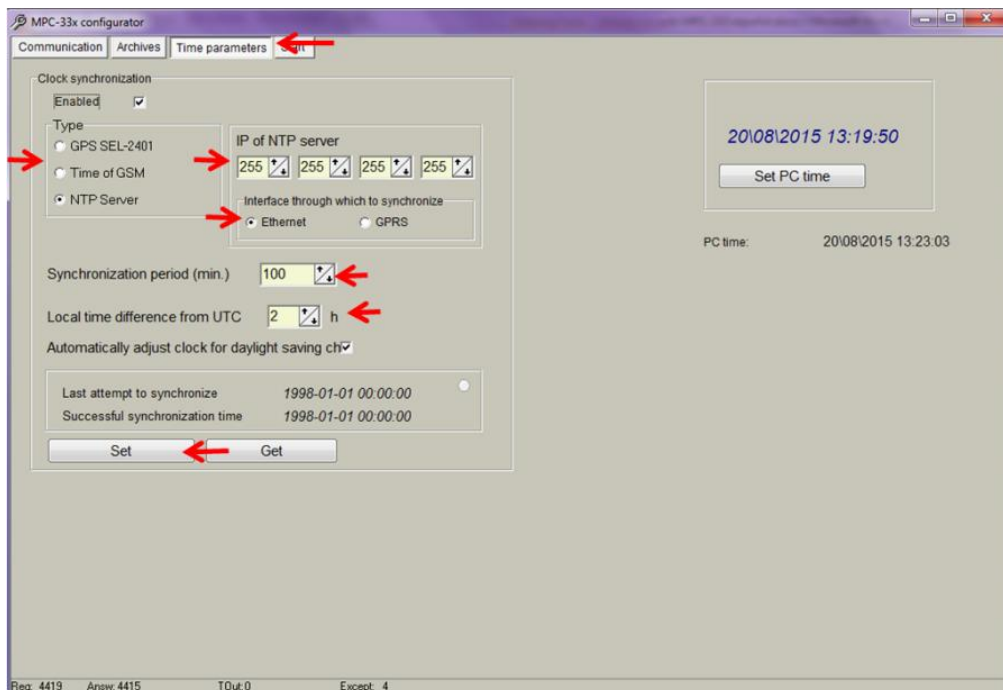 MPC-33x configurator
Communication Archives Time parameters
Clock synchronization
Enabled
Type
GPS SEL-2401
Time of GSM
NTP Server
IP of NTP server
255 255 255 255
Interface through which to synchronize
Ethernet GPRS
Synchronization period (min.) 100
Local time difference from UTC 2 h
Automatically adjust clock for daylight saving ch
Last attempt to synchronize 1998-01-01 00:00:00
Successful synchronization time 1998-01-01 00:00:00
Set Get
20\08\2015 13:19:50
Set PC time
PC time: 20\08\2015 13:23:03
Req: 4419 Answ: 4415 TOut:0 Except: 4